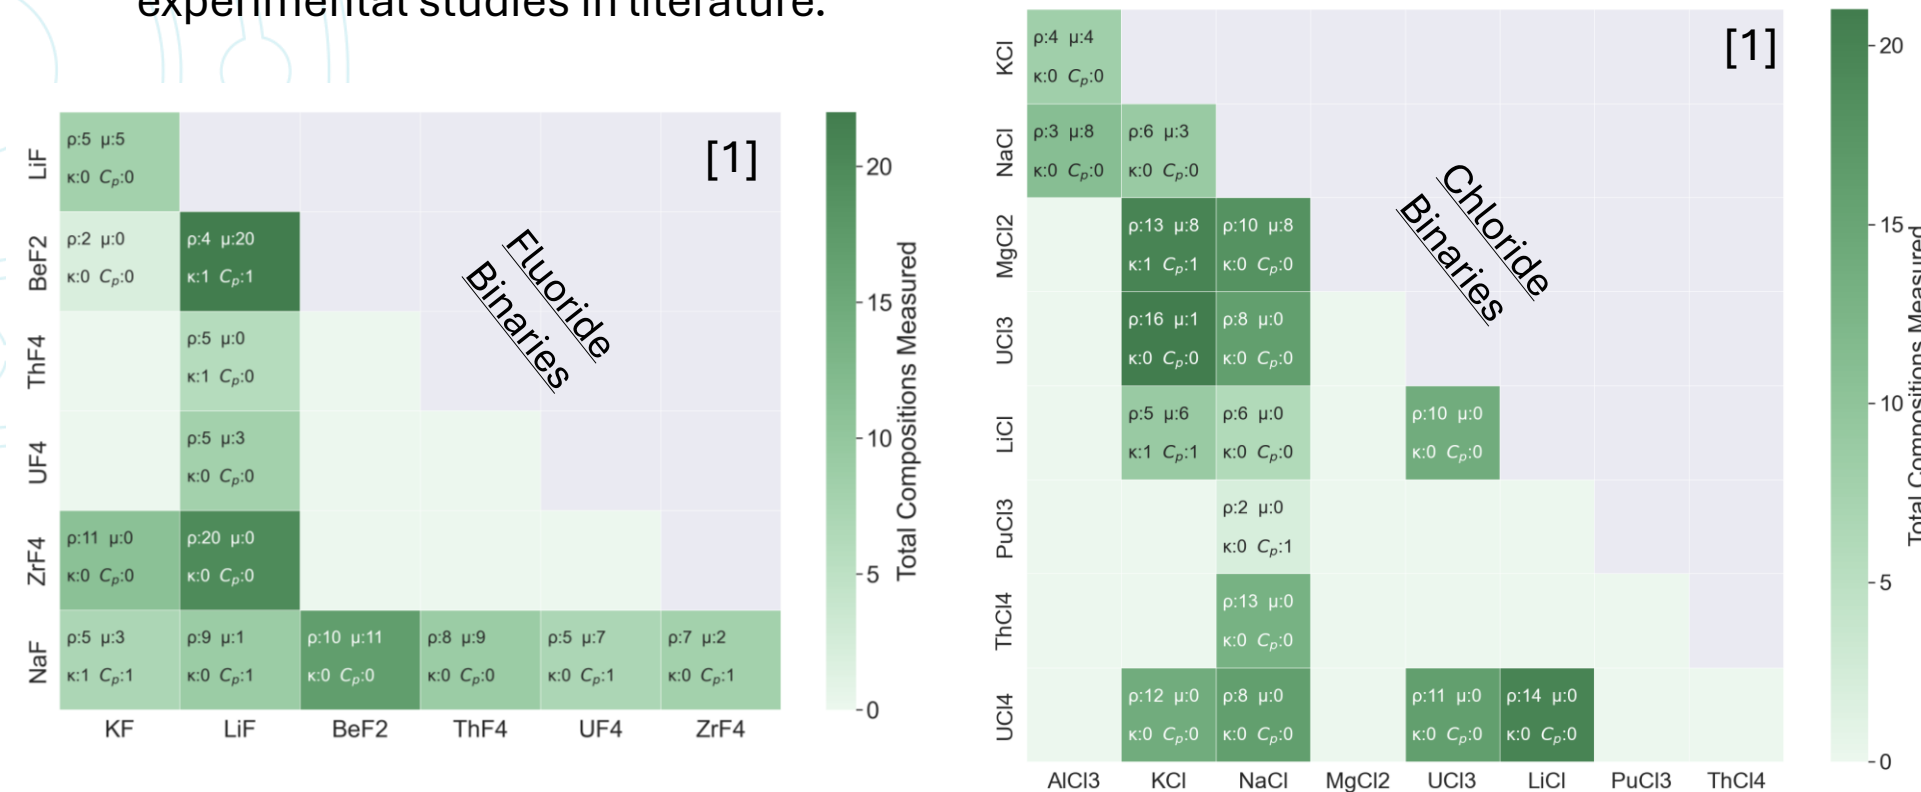 experimental studies in literature.
[1]
Fluoride
Binaries
LiF
ρ:5 μ:5
κ:0 Cp:0
BeF2
ρ:2 μ:0
κ:0 Cp:0
ρ:4 μ:20
κ:1 Cp:1
ThF4
ρ:5 μ:0
κ:1 Cp:0
UF4
ρ:5 μ:3
κ:0 Cp:0
ZrF4
ρ:11 μ:0
κ:0 Cp:0
ρ:20 μ:0
κ:0 Cp:0
NaF
ρ:5 μ:3
κ:1 Cp:1
ρ:9 μ:1
κ:0 Cp:1
ρ:10 μ:11
κ:0 Cp:0
ρ:8 μ:9
κ:0 Cp:0
ρ:5 μ:7
κ:0 Cp:1
ρ:7 μ:2
κ:0 Cp:1
KF LiF BeF2 ThF4 UF4 ZrF4
20
15
10
5
0
Total Compositions Measured
[1]
Chloride
Binaries
KCl
ρ:4 μ:4
κ:0 Cp:0
NaCl
ρ:3 μ:8
κ:0 Cp:0
ρ:6 μ:3
κ:0 Cp:0
MgCl2
ρ:13 μ:8
κ:1 Cp:1
ρ:10 μ:8
κ:0 Cp:0
UCl3
ρ:16 μ:1
κ:0 Cp:0
ρ:8 μ:0
κ:0 Cp:0
LiCl
ρ:5 μ:6
κ:1 Cp:1
ρ:6 μ:0
κ:0 Cp:0
ρ:10 μ:0
κ:0 Cp:0
PuCl3
ρ:2 μ:0
κ:0 Cp:1
ThCl4
ρ:13 μ:0
κ:0 Cp:0
UCl4
ρ:12 μ:0
κ:0 Cp:0
ρ:8 μ:0
κ:0 Cp:0
ρ:11 μ:0
κ:0 Cp:0
ρ:14 μ:0
κ:0 Cp:0
AlCl3 KCl NaCl MgCl2 UCl3 LiCl PuCl3 ThCl4
20
15
10
5
0
Total Compositions Measured